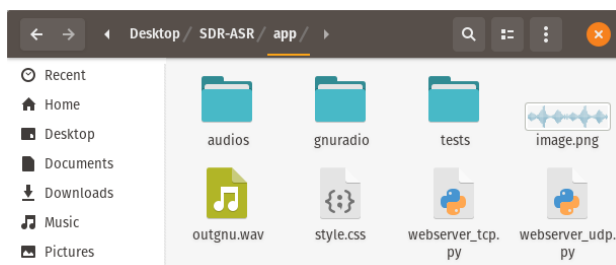 Desktop / SDR-ASR / app /
Recent
Home
Desktop
Documents
Downloads
Music
Pictures
audios
gnuradio
tests
image.png
outgnu.wav
style.css
webserver_tcp.
py
webserver_udp.
py